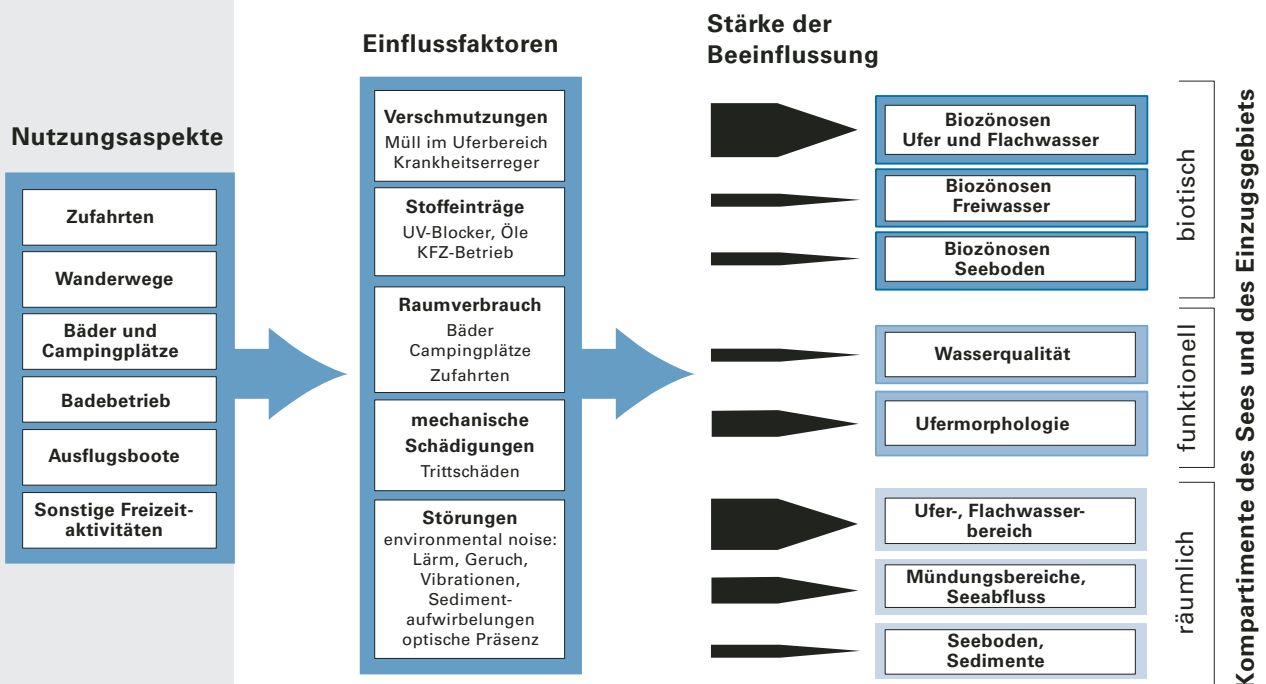 Nutzungsaspekte
Zufahrten
Wanderwege
Bäder und
Campingplätze
Badebetrieb
Ausflugsboote
Sonstige Freizeit-
aktivitäten
Einflussfaktoren
Verschmutzungen
Müll im Uferbereich
Krankheitserreger
Stoffeinträge
UV-Blocker, Öle
KFZ-Betrieb
Raumverbrauch
Bäder
Campingplätze
Zufahrten
mechanische
Schädigungen
Trittschäden
Störungen
environmental noise:
Lärm, Geruch,
Vibrationen,
Sediment-
aufwirbelungen
optische Präsenz
Stärke der
Beeinflussung
Biozönosen
Ufer und Flachwasser
Biozönosen
Freiwasser
Biozönosen
Seeboden
Wasserqualität
Ufermorphologie
Ufer-, Flachwasser-
bereich
Mündungsbereiche,
Seeabfluss
Seeboden,
Sedimente
biotisch
funktionell
räumlich
Kompartimente des Sees und des Einzugsgebiets